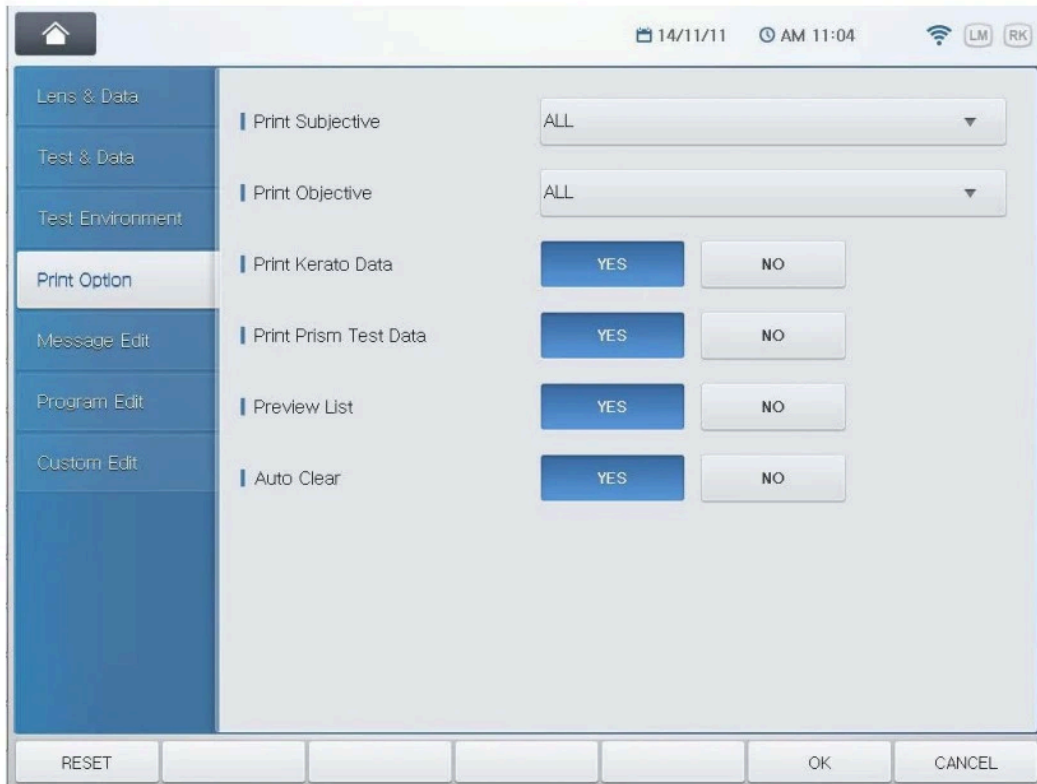 14/11/11 AM 11:04 LM RK
Lens & Data
Test & Data
Test Environment
Print Option
Message Edit
Program Edit
Custom Edit
Print Subjective ALL
Print Objective ALL
Print Kerato Data YES NO
Print Prism Test Data YES NO
Preview List YES NO
Auto Clear YES NO
RESET OK CANCEL